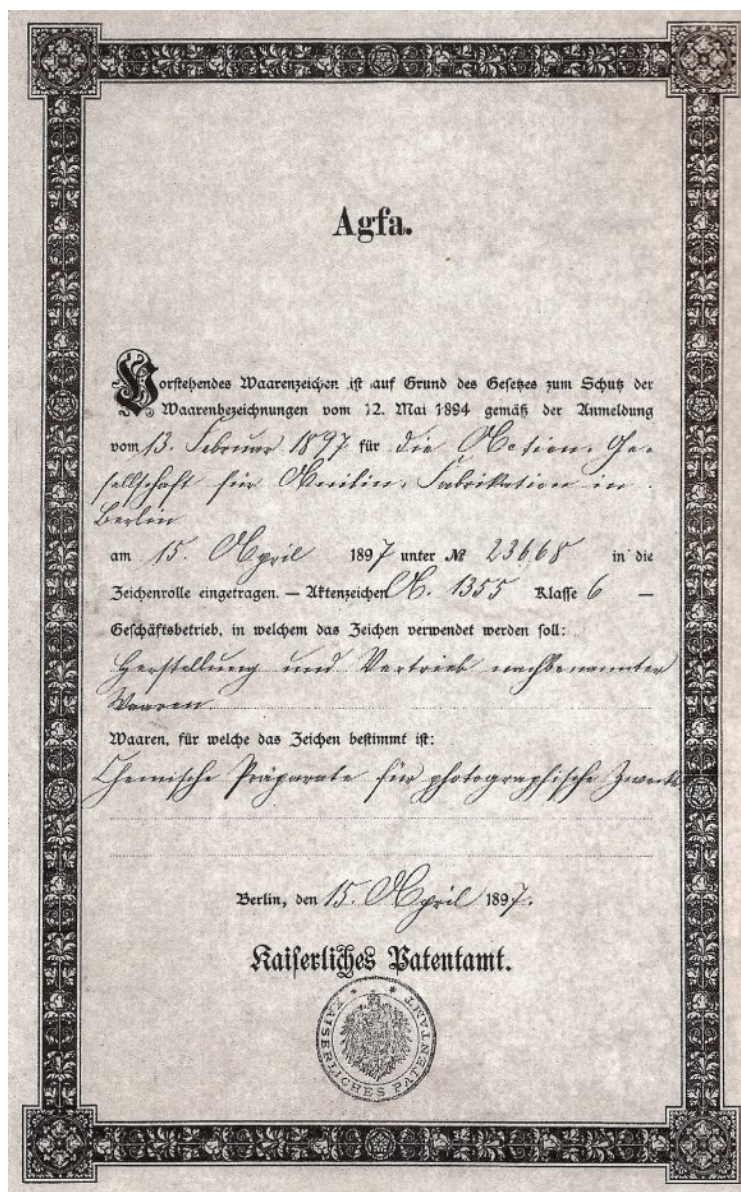 Agfa.
Vorstehendes Waarenzeichen ist auf Grund des Gesetzes zum Schutz der
Waarenbezeichnungen vom 12. Mai 1894 gemäß der Anmeldung
vom 13. Februar 1897 für die Actien-Ge-
sellschaft für Anilin-Fabrikation in
Berlin
am 15. April 1897 unter № 23668 in die
Zeichenrolle eingetragen. — Aktenzeichen A. 1355 Klasse 6 —
Geschäftsbetrieb, in welchem das Zeichen verwendet werden soll:
Herstellung und Vertrieb nachbenannter
Waaren.
Waaren, für welche das Zeichen bestimmt ist:
Chemische Präparate für photographische Zwecke
Berlin, den 15. April 1897.
Kaiserliches Patentamt.
KAISERLICHES PATENTAMT